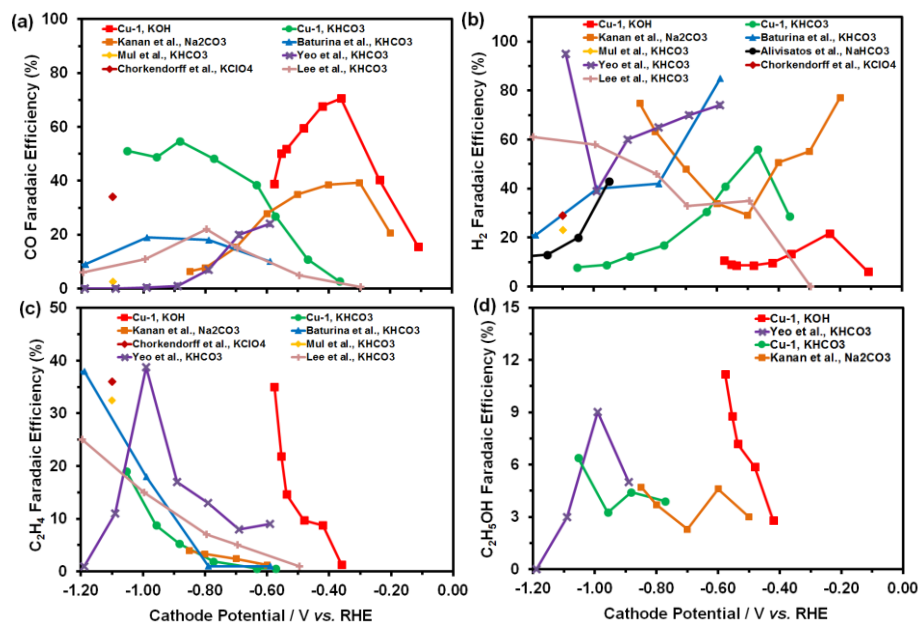 (a)
Cu-1, KOH
Cu-1, KHCO3
Kanan et al., Na2CO3
Baturina et al., KHCO3
Mul et al., KHCO3
Yeo et al., KHCO3
Chorkendorff et al., KClO4
Lee et al., KHCO3
CO Faradaic Efficiency (%)
100
80
60
40
20
0
(b)
Cu-1, KOH
Cu-1, KHCO3
Kanan et al., Na2CO3
Baturina et al., KHCO3
Mul et al., KHCO3
Alivisatos et al., NaHCO3
Yeo et al., KHCO3
Chorkendorff et al., KClO4
Lee et al., KHCO3
H2 Faradaic Efficiency (%)
100
80
60
40
20
0
(c)
Cu-1, KOH
Cu-1, KHCO3
Kanan et al., Na2CO3
Baturina et al., KHCO3
Chorkendorff et al., KClO4
Mul et al., KHCO3
Yeo et al., KHCO3
Lee et al., KHCO3
C2H4 Faradaic Efficiency (%)
50
40
30
20
10
0
-1.20 -1.00 -0.80 -0.60 -0.40 -0.20 0.00
Cathode Potential / V vs. RHE
(d)
Cu-1, KOH
Yeo et al., KHCO3
Cu-1, KHCO3
Kanan et al., Na2CO3
C2H5OH Faradaic Efficiency (%)
15
12
9
6
3
0
-1.20 -1.00 -0.80 -0.60 -0.40 -0.20 0.00
Cathode Potential / V vs. RHE